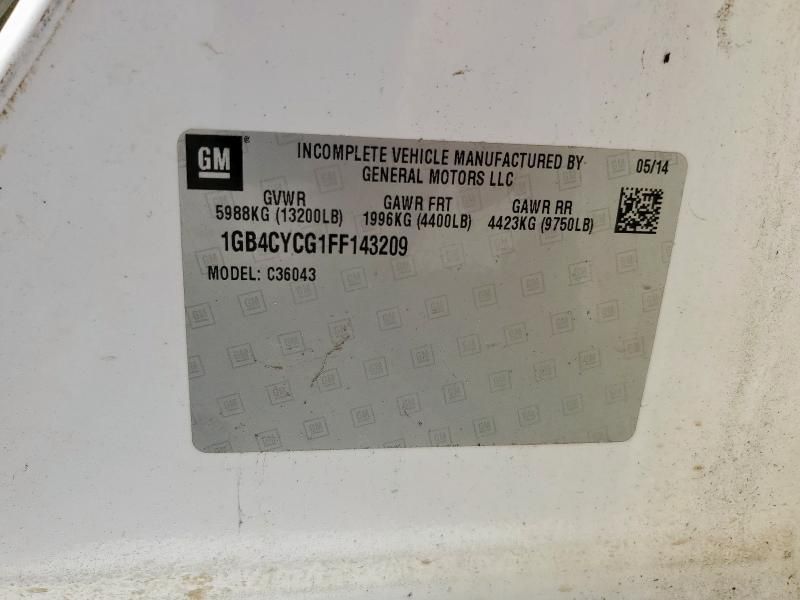 GM
INCOMPLETE VEHICLE MANUFACTURED BY
GENERAL MOTORS LLC
05/14
GVWR
5988KG (13200LB)
GAWR FRT
1996KG (4400LB)
GAWR RR
4423KG (9750LB)
1GB4CYCG1FF143209
MODEL: C36043